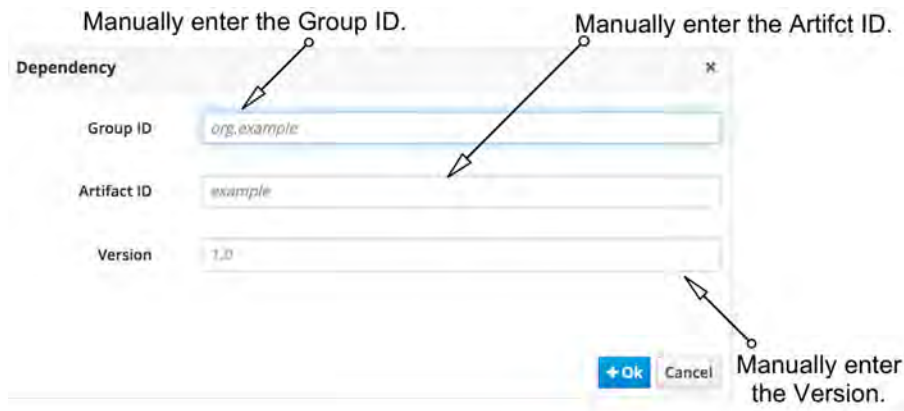 Manually enter the Group ID.
Manually enter the Artifct ID.
Dependency ×
Group ID org.example
Artifact ID example
Version 1.0
+ Ok Cancel
Manually enter
the Version.